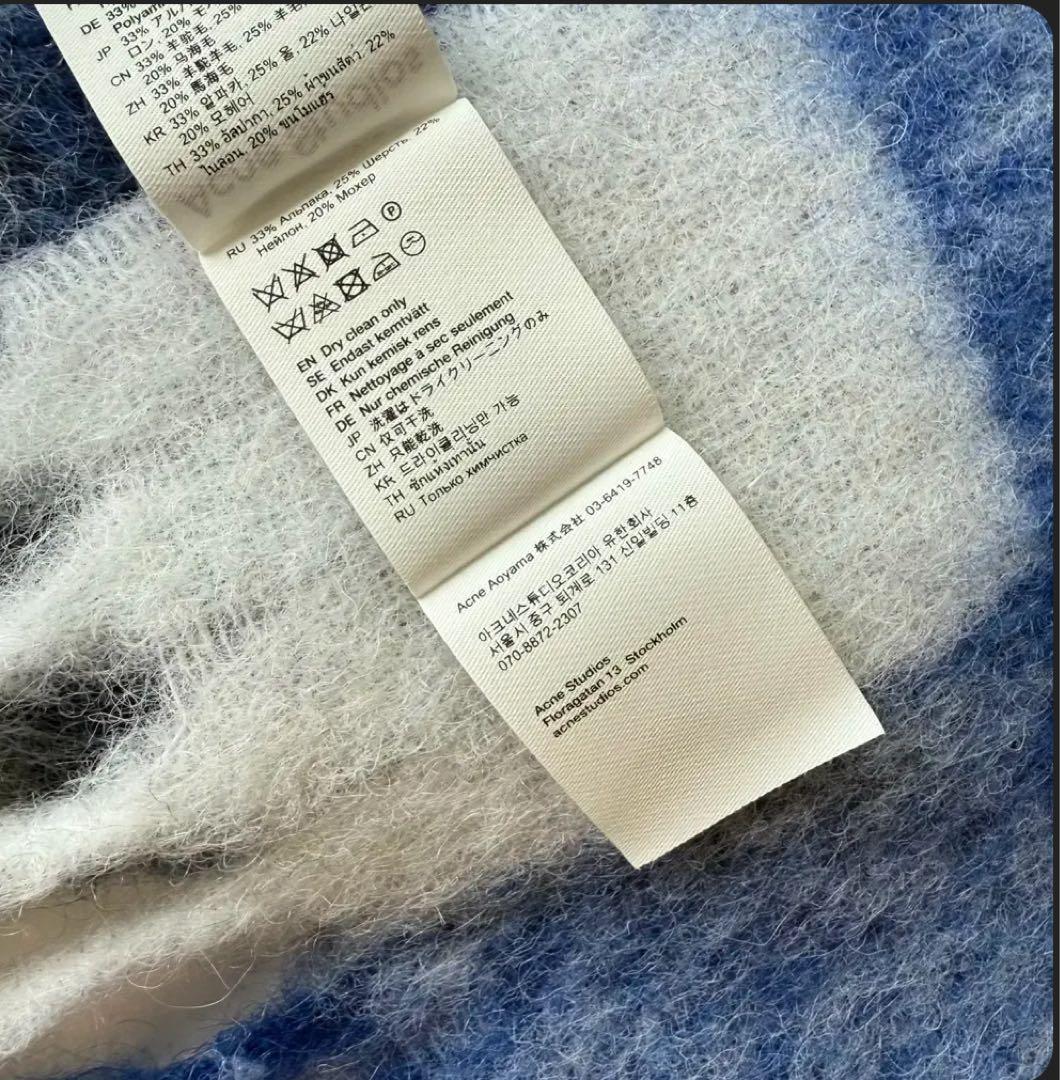 DE 33%
Polyami
JP 33% アルパ
ロン, 20% モ
CN 33% 羊驼毛, 25%
20% 马海毛
ZH 33% 羊駝羊毛, 25% 羊毛
20% 馬海毛
KR 33% 알파카, 25% 울, 22% 나일론
20% 모헤어
TH 33% อัลปากา, 25% ผ้าขนสัตว์, 22%
ไนลอน, 20% ขนโมแฮร์
RU 33% Альпака, 25% Шерсть 22%
Нейлон, 20% Мохер
P
EN Dry clean only
SE Endast kemtvätt
DK Kun kemisk rens
FR Nettoyage à sec seulement
DE Nur chemische Reinigung
JP 洗濯はドライクリーニングのみ
CN 仅可干洗
ZH 只能乾洗
KR 드라이클리닝만 가능
TH ซักแห้งเท่านั้น
RU Только химчистка
Acne Aoyama 株式会社 03-6419-7748
아크네스튜디오코리아 유한회사
서울시 중구 퇴계로 131 신일빌딩 11층
070-8872-2307
Acne Studios
Floragatan 13 Stockholm
acnestudios.com